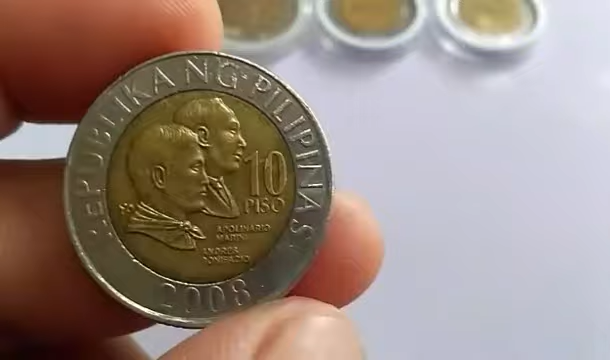 REPUBLIKA NG PILIPINAS
10
PISO
APOLINARIO
MABINI
ANDRES
BONIFACIO
2008